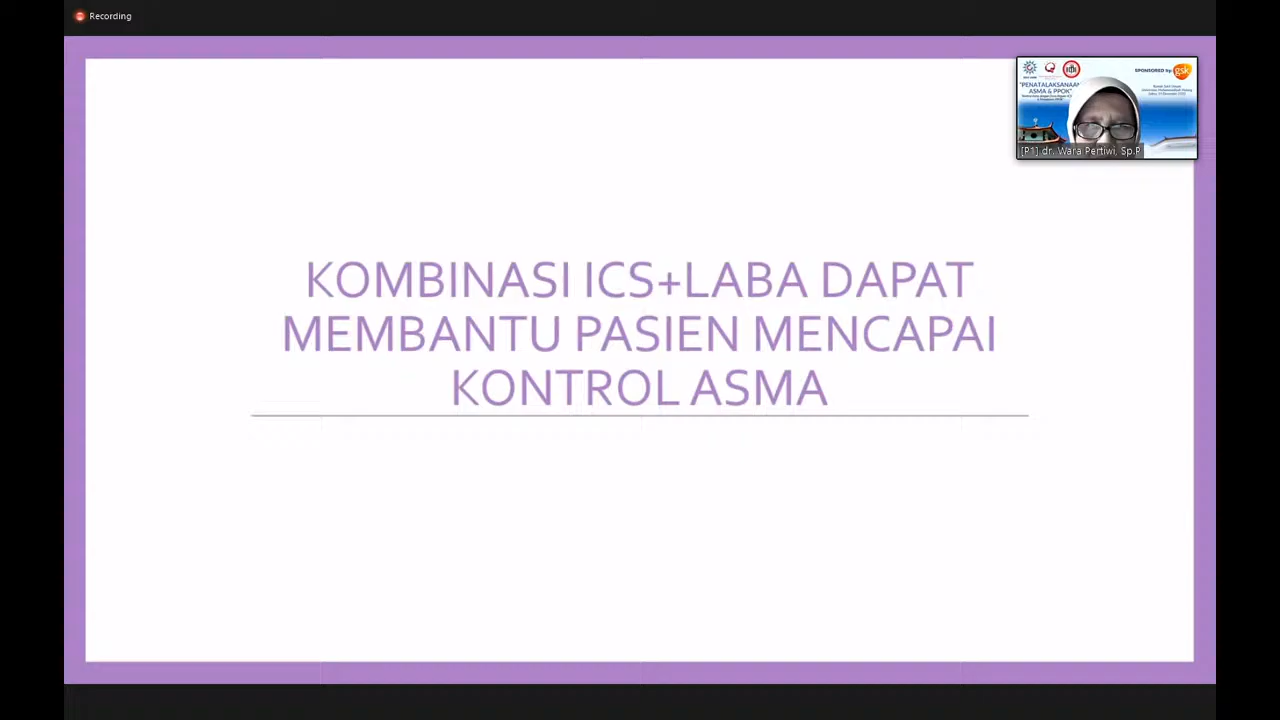 Recording
SPONSORED by:
gsk
"PENATALAKSANAAN
ASMA & PPOK"
[P1] dr. Wara Pertiwi, Sp.P
KOMBINASI ICS+LABA DAPAT
MEMBANTU PASIEN MENCAPAI
KONTROL ASMA